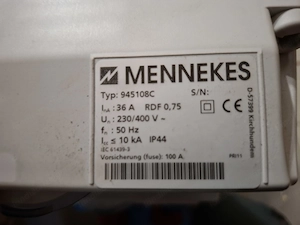 MENNEKES
Typ: 945108C S/N:
InA : 36 A RDF 0,75
Un : 230/400 V ~
fn : 50 Hz
Icc ≤ 10 kA IP44
IEC 61439-3
Vorsicherung (fuse): 100 A
D-57399 Kirchhundem